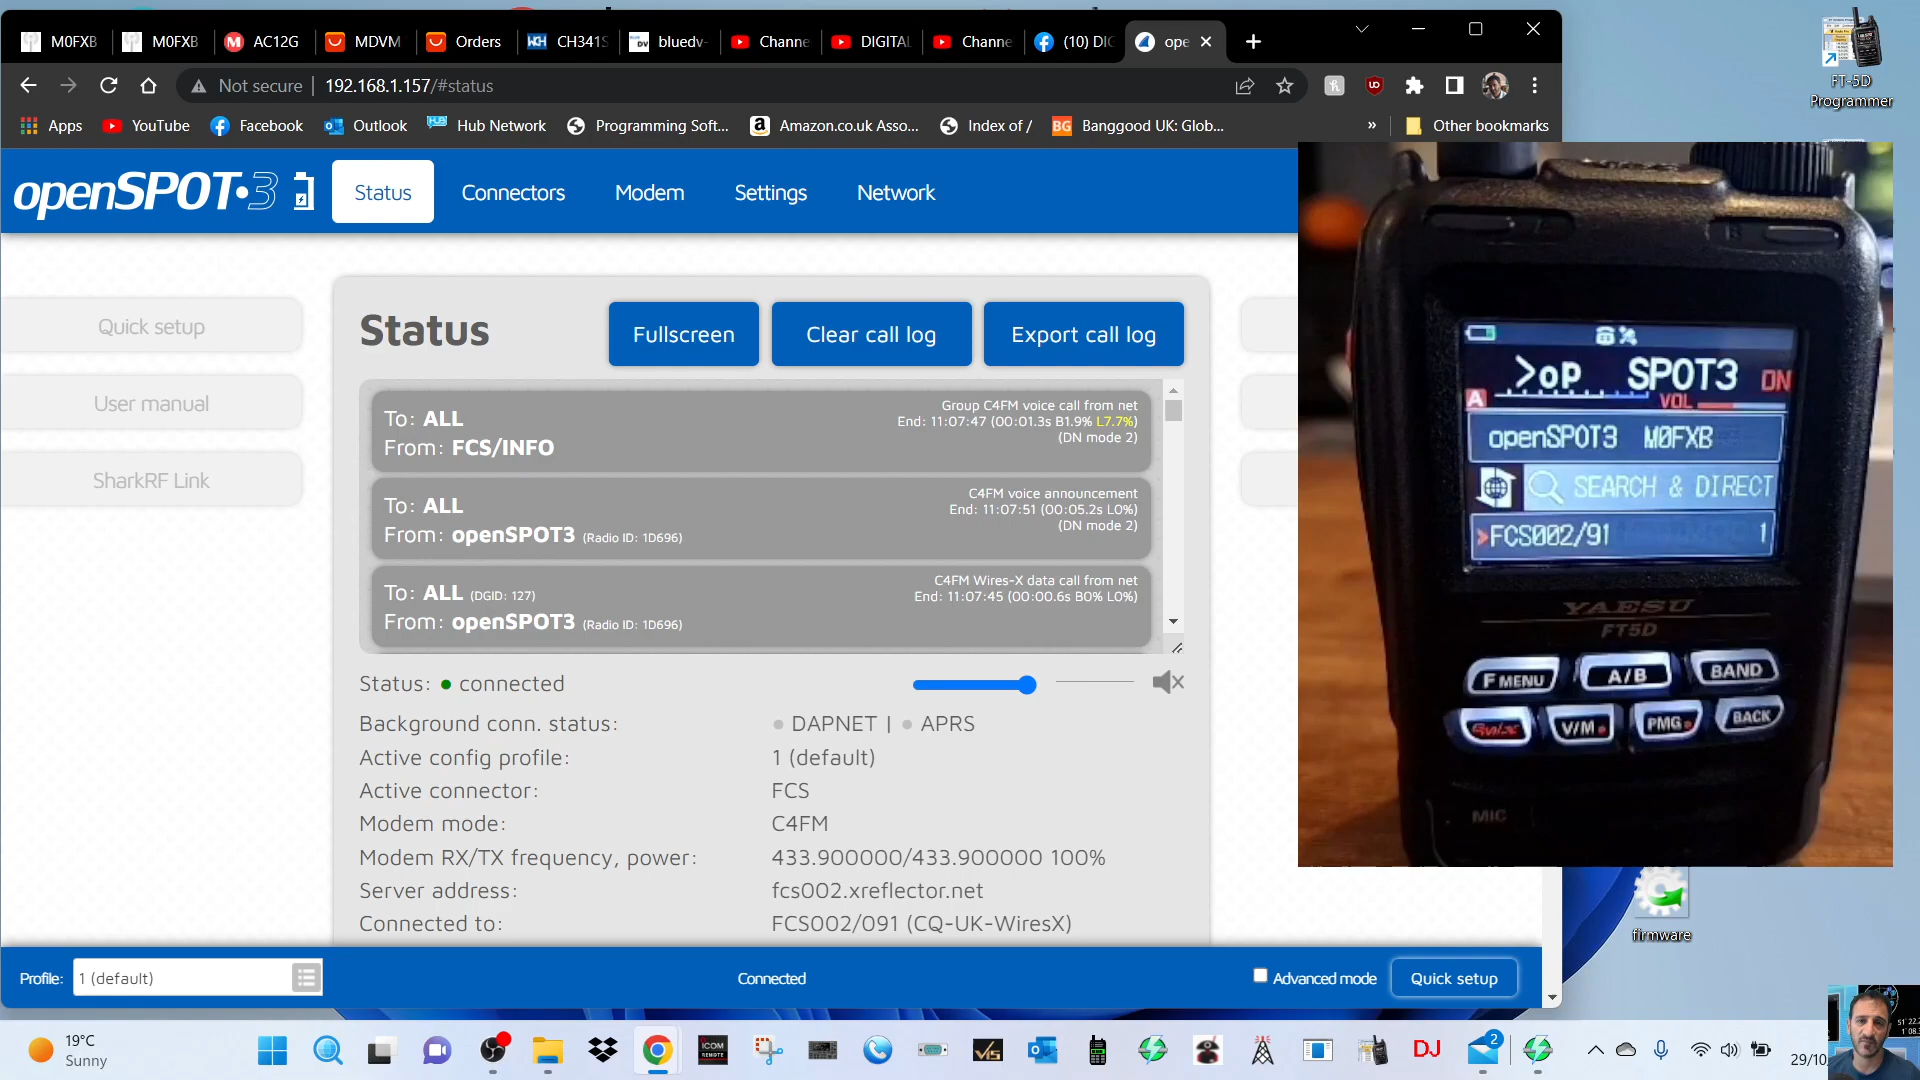 M0FXB
M0FXB
AC12G
MDVM
Orders
CH341S
bluedv-
Channe
DIGITAL
Channe
(10) DIG
ope
Not secure
192.168.1.157/#status
Apps
YouTube
Facebook
Outlook
Hub Network
Programming Soft...
Amazon.co.uk Asso...
Index of /
Banggood UK: Glob...
»
Other bookmarks
openSPOT•3
Status
Connectors
Modem
Settings
Network
Quick setup
User manual
SharkRF Link
Status
Fullscreen
Clear call log
Export call log
To: ALL
From: FCS/INFO
Group C4FM voice call from net
End: 11:07:47 (00:01.3s B1.9% L7.7%)
(DN mode 2)
To: ALL
From: openSPOT3 (Radio ID: 1D696)
C4FM voice announcement
End: 11:07:51 (00:05.2s L0%)
(DN mode 2)
To: ALL (DGID: 127)
From: openSPOT3 (Radio ID: 1D696)
C4FM Wires-X data call from net
End: 11:07:45 (00:00.6s B0% L0%)
Status: connected
Background conn. status: DAPNET | APRS
Active config profile: 1 (default)
Active connector: FCS
Modem mode: C4FM
Modem RX/TX frequency, power: 433.900000/433.900000 100%
Server address: fcs002.xreflector.net
Connected to: FCS002/091 (CQ-UK-WiresX)
Profile: 1 (default)
Connected
Advanced mode
Quick setup
FT-5D
Programmer
>op SPOT3 DN
A
VOL
openSPOT3 M0FXB
SEARCH & DIRECT
>FCS002/91 1
YAESU
FT5D
F MENU
A/B
BAND
V/M
PMG
BACK
MIC
firmware
19°C
Sunny
ICOM
REMOTE
DJ
2
29/10